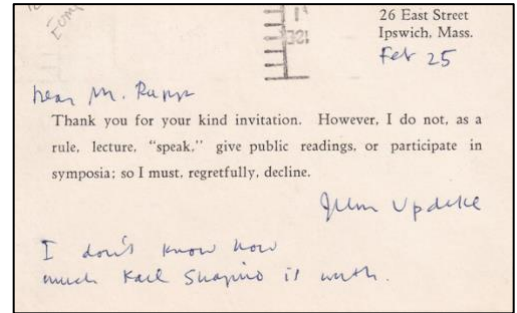 26 East Street
Ipswich, Mass.
Feb 25
Dear Mr. Rupp
Thank you for your kind invitation. However, I do not, as a
rule, lecture, "speak," give public readings, or participate in
symposia; so I must, regretfully, decline.
John Updike
I don't know how
much Karl Shapiro is worth.